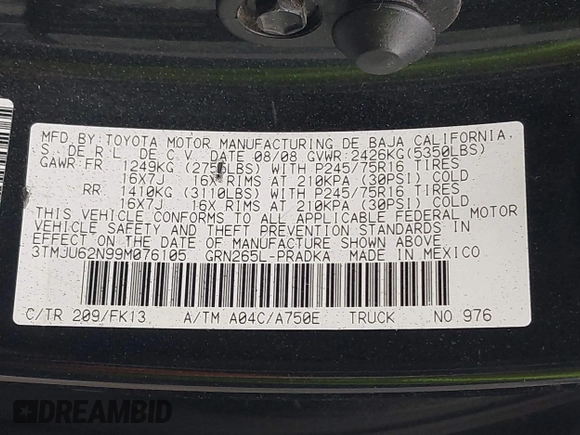 MFD.BY:TOYOTA MOTOR MANUFACTURING DE BAJA CALIFORNIA,
S. DE R.L. DE C.V. DATE 08/08 GVWR:2426KG(5350LBS)
GAWR:FR 1249KG (2755LBS) WITH P245/75R16 TIRES
16X7J 16X RIMS AT 210KPA (30PSI) COLD
RR 1410KG (3110LBS) WITH P245/75R16 TIRES
16X7J 16X RIMS AT 210KPA (30PSI) COLD
THIS VEHICLE CONFORMS TO ALL APPLICABLE FEDERAL MOTOR
VEHICLE SAFETY AND THEFT PREVENTION STANDARDS IN
EFFECT ON THE DATE OF MANUFACTURE SHOWN ABOVE.
3TMJU62N99M076105 GRN265L-PRADKA MADE IN MEXICO
C/TR 209/FK13 A/TM A04C/A750E TRUCK NO 976
DREAMBID